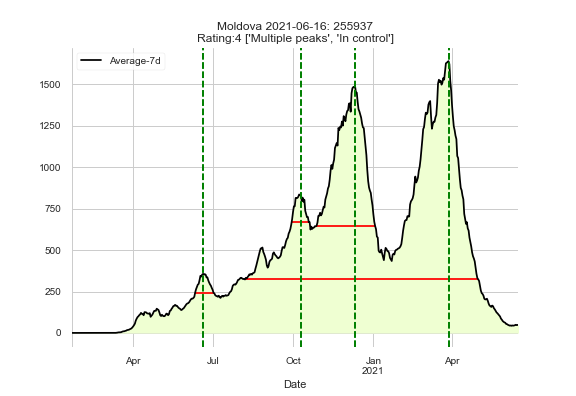 Moldova 2021-06-16: 255937
Rating:4 ['Multiple peaks', 'In control']
Average-7d
1500
1250
1000
750
500
250
0
Apr Jul Oct Jan Apr
2021
Date